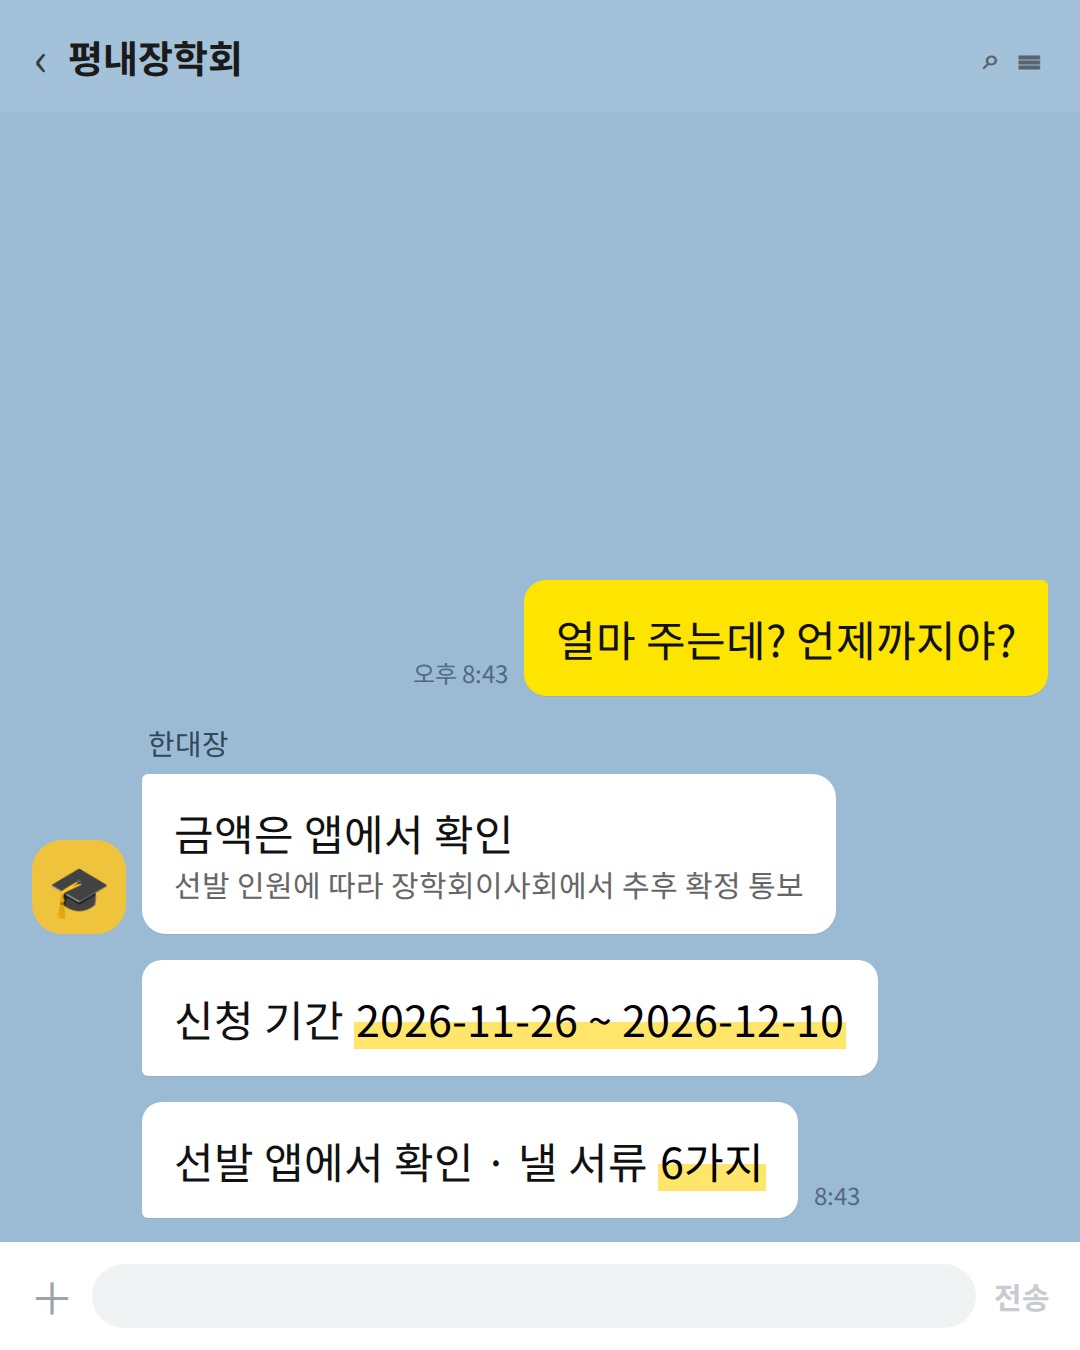 평내장학회
얼마 주는데? 언제까지야?
오후 8:43
한대장
금액은 앱에서 확인
선발 인원에 따라 장학회이사회에서 추후 확정 통보
신청 기간 2026-11-26 ~ 2026-12-10
선발 앱에서 확인 · 낼 서류 6가지
8:43
전송